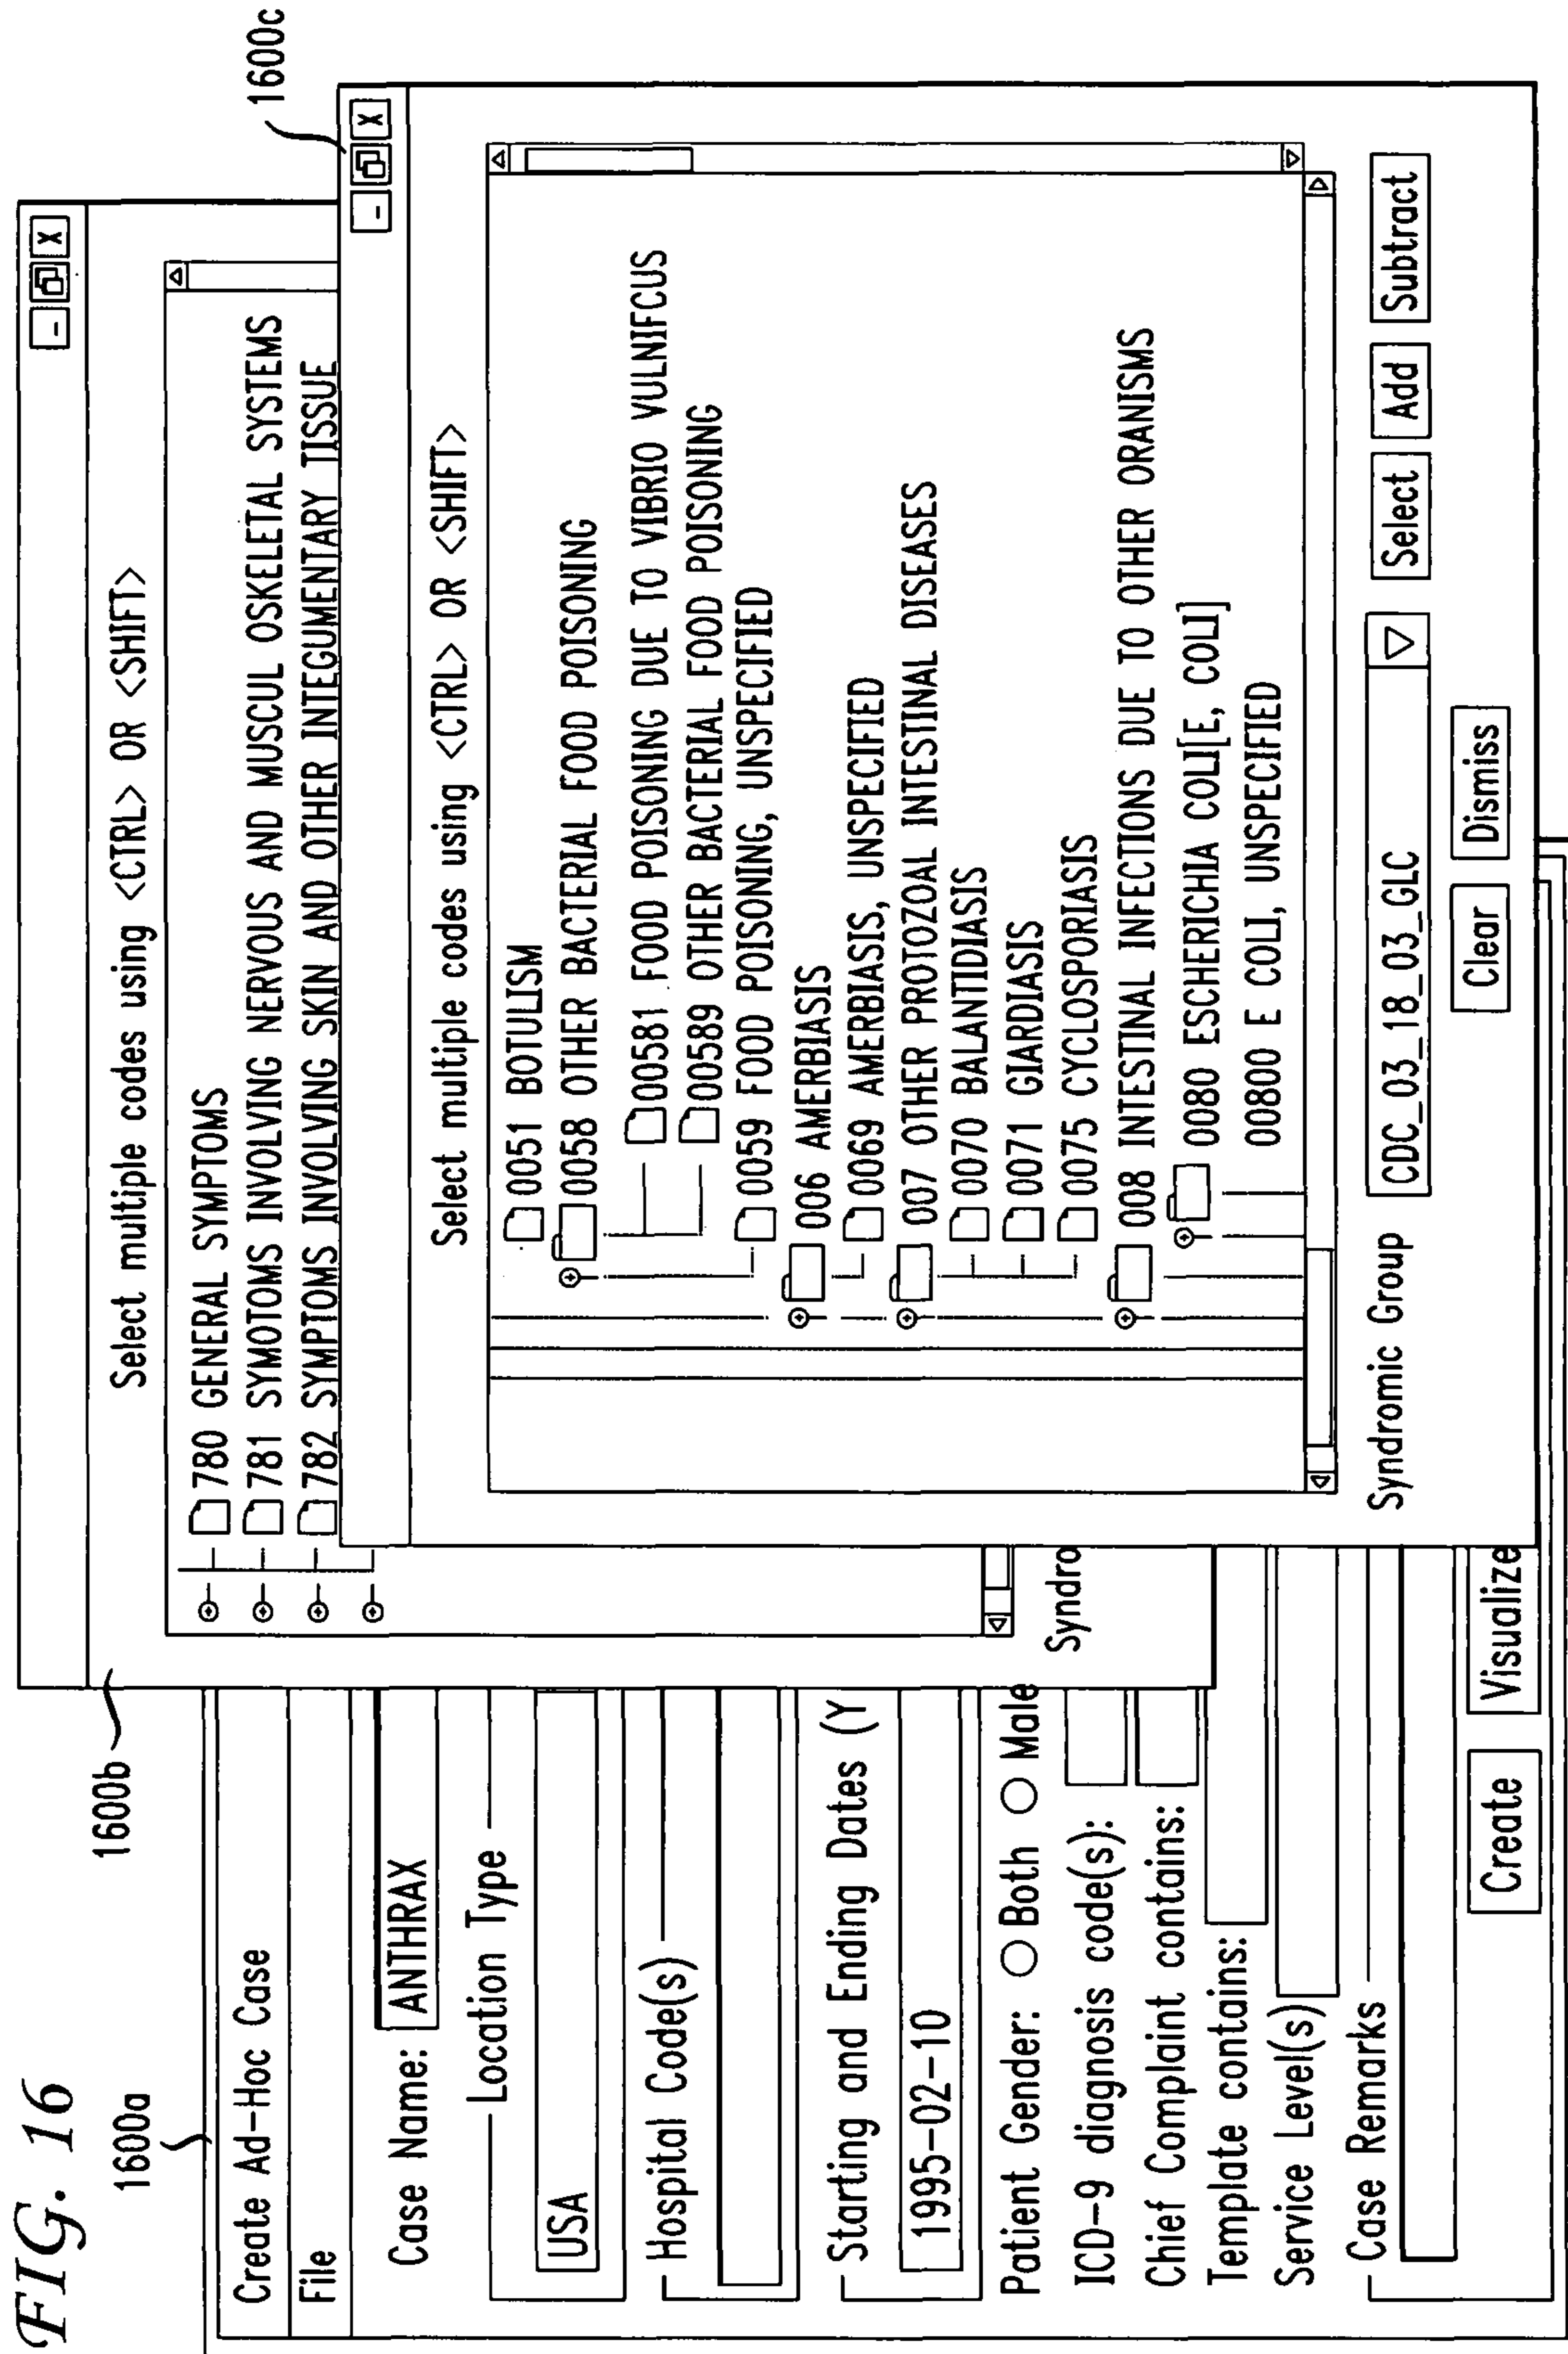 FIG. 16
1600a
1600b
1600c
Create Ad-Hoc Case
File
Case Name: ANTHRAX
Location Type
USA
Hospital Code(s)
Starting and Ending Dates (Y
1995-02-10
Patient Gender: Both Male
ICD-9 diagnosis code(s):
Chief Complaint contains:
Template contains:
Service Level(s)
Case Remarks
Create Visualize
- X
Select multiple codes using <CTRL> OR <SHIFT>
780 GENERAL SYMPTOMS
781 SYMOTOMS INVOLVING NERVOUS AND MUSCUL OSKELETAL SYSTEMS
782 SYMPTOMS INVOLVING SKIN AND OTHER INTEGUMENTARY TISSUE
Syndro
- X
Select multiple codes using <CTRL> OR <SHIFT>
0051 BOTULISM
0058 OTHER BACTERIAL FOOD POISONING
00581 FOOD POISONING DUE TO VIBRIO VULNIFCUS
00589 OTHER BACTERIAL FOOD POISONING
0059 FOOD POISONING, UNSPECIFIED
006 AMERBIASIS
0069 AMERBIASIS, UNSPECIFIED
007 OTHER PROTOZOAL INTESTINAL DISEASES
0070 BALANTIDIASIS
0071 GIARDIASIS
0075 CYCLOSPORIASIS
008 INTESTINAL INFECTIONS DUE TO OTHER ORANISMS
0080 ESCHERICHIA COLI[E, COLI]
00800 E COLI, UNSPECIFIED
Syndromic Group CDC_03_18_03_GLC Select Add Subtract
Clear Dismiss